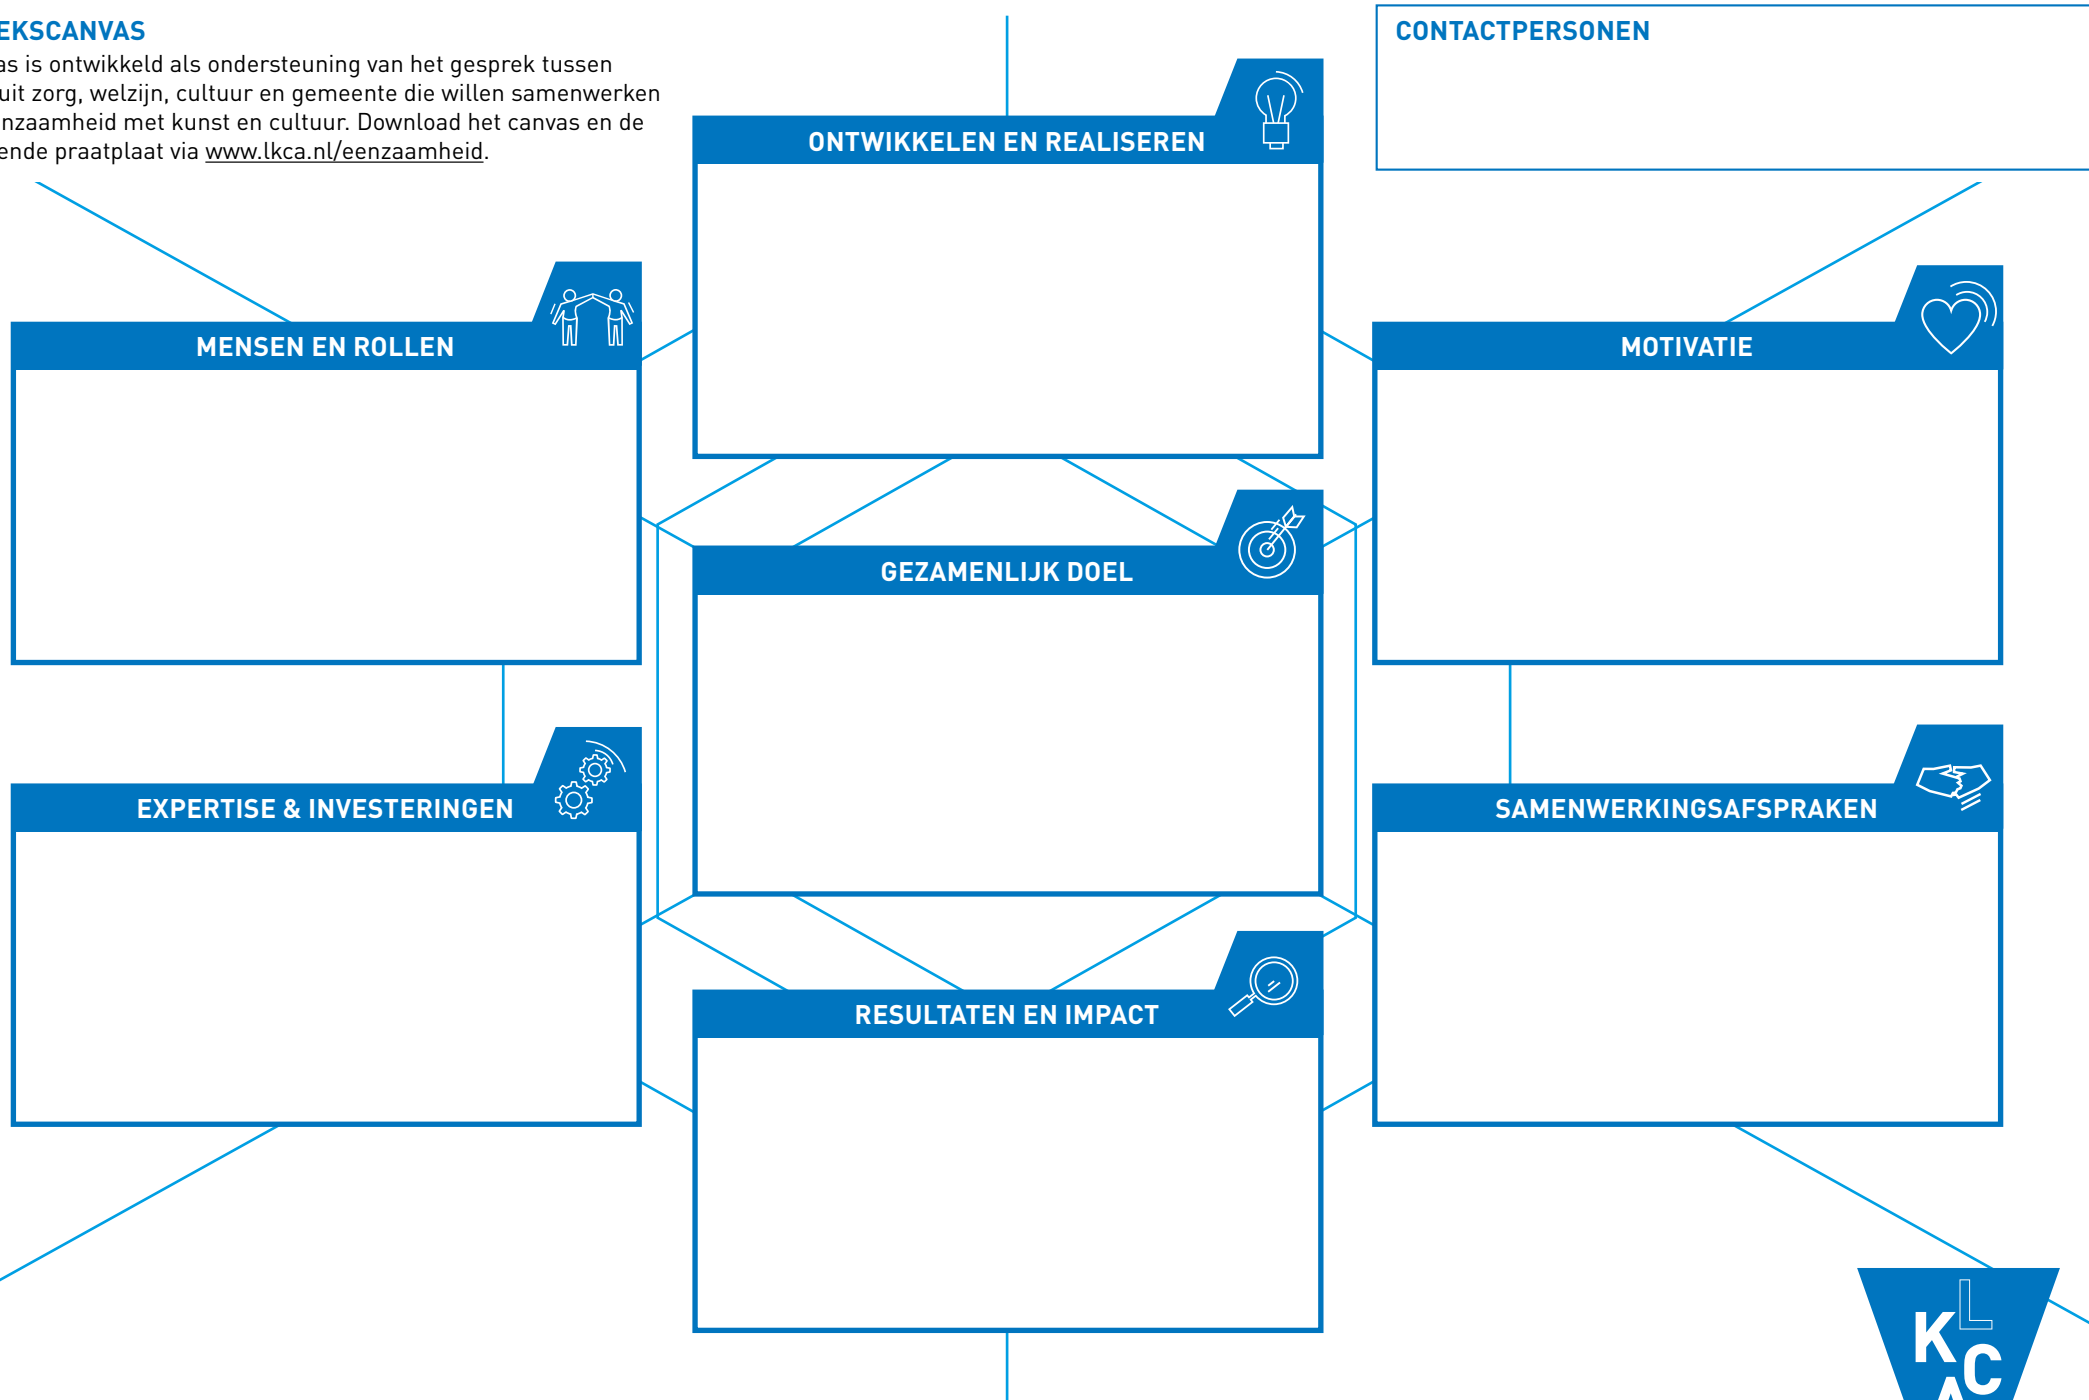 EKSCANVAS
as is ontwikkeld als ondersteuning van het gesprek tussen
uit zorg, welzijn, cultuur en gemeente die willen samenwerken
nzaamheid met kunst en cultuur. Download het canvas en de
ende praatplaat via www.lkca.nl/eenzaamheid.
CONTACTPERSONEN
ONTWIKKELEN EN REALISEREN
MENSEN EN ROLLEN
MOTIVATIE
GEZAMENLIJK DOEL
EXPERTISE & INVESTERINGEN
SAMENWERKINGSAFSPRAKEN
RESULTATEN EN IMPACT
L
K
C
A